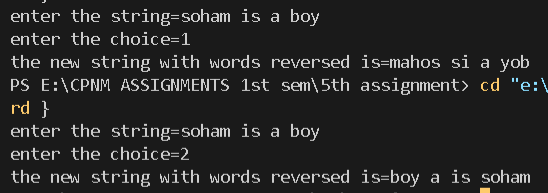 enter the string=soham is a boy
enter the choice=1
the new string with words reversed is=mahos si a yob
PS E:\CPNM ASSIGNMENTS 1st sem\5th assignment> cd "e:\
rd }
enter the string=soham is a boy
enter the choice=2
the new string with words reversed is=boy a is soham